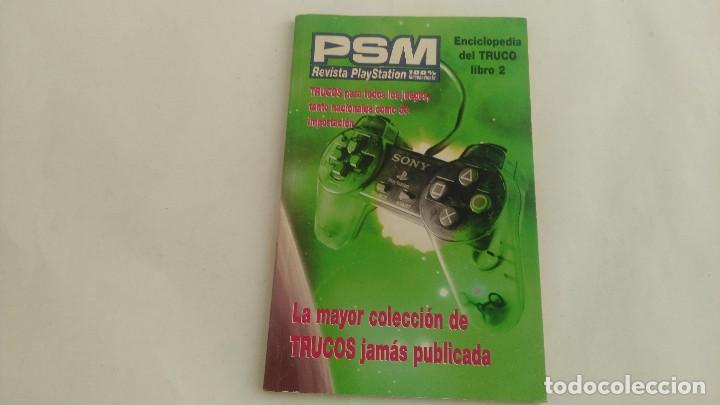 PSM
Revista PlayStation 100%
Enciclopedia
del TRUCO
libro 2
TRUCOS para todos los juegos,
tanto nacionales como de
importación
SONY
La mayor colección de
TRUCOS jamás publicada
todocoleccion